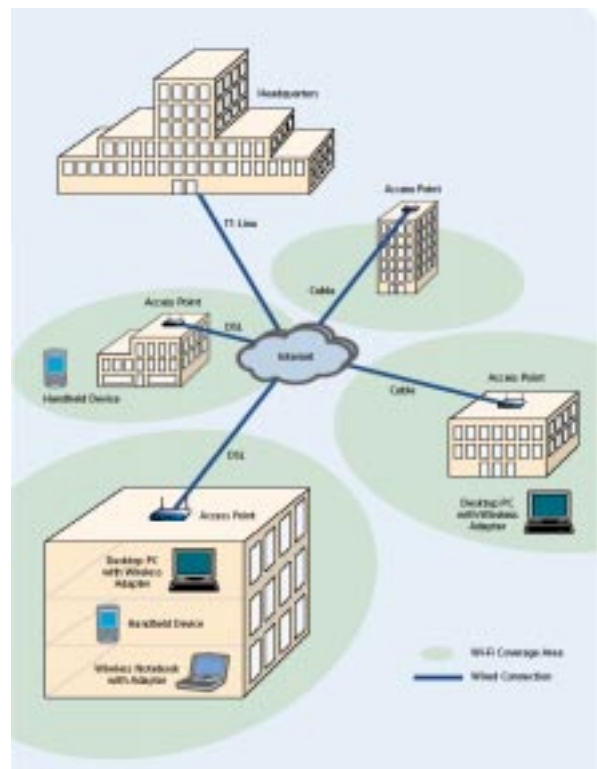 Headquarters
Access Point
T1 Line
Cable
Access Point
DSL
Internet
Handheld Device
Access Point
Cable
DSL
Access Point
Desktop PC
with Wireless
Adapter
Desktop PC
with Wireless
Adapter
Handheld Device
Wireless Notebook
with Adapter
Wi-Fi Coverage Area
Wired Connection